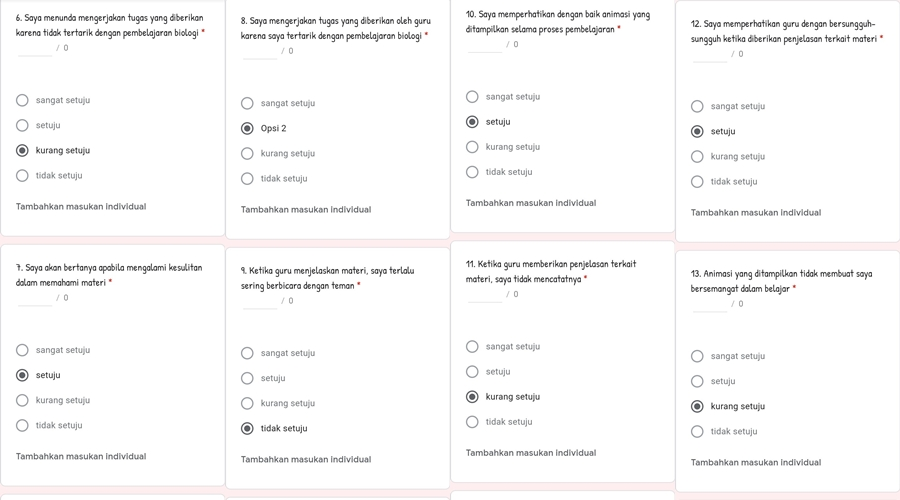 6. Saya menunda mengerjakan tugas yang diberikan
karena tidak tertarik dengan pembelajaran biologi *
/ 0
sangat setuju
setuju
kurang setuju
tidak setuju
Tambahkan masukan individual
7. Saya akan bertanya apabila mengalami kesulitan
dalam memahami materi *
/ 0
sangat setuju
setuju
kurang setuju
tidak setuju
Tambahkan masukan individual
8. Saya mengerjakan tugas yang diberikan oleh guru
karena saya tertarik dengan pembelajaran biologi *
/ 0
sangat setuju
Opsi 2
kurang setuju
tidak setuju
Tambahkan masukan individual
9. Ketika guru menjelaskan materi, saya terlalu
sering berbicara dengan teman *
/ 0
sangat setuju
setuju
kurang setuju
tidak setuju
Tambahkan masukan individual
10. Saya memperhatikan dengan baik animasi yang
ditampilkan selama proses pembelajaran *
/ 0
sangat setuju
setuju
kurang setuju
tidak setuju
Tambahkan masukan individual
11. Ketika guru memberikan penjelasan terkait
materi, saya tidak mencatatnya *
/ 0
sangat setuju
setuju
kurang setuju
tidak setuju
Tambahkan masukan individual
12. Saya memperhatikan guru dengan bersungguh-
sungguh ketika diberikan penjelasan terkait materi *
/ 0
sangat setuju
setuju
kurang setuju
tidak setuju
Tambahkan masukan individual
13. Animasi yang ditampilkan tidak membuat saya
bersemangat dalam belajar *
/ 0
sangat setuju
setuju
kurang setuju
tidak setuju
Tambahkan masukan individual